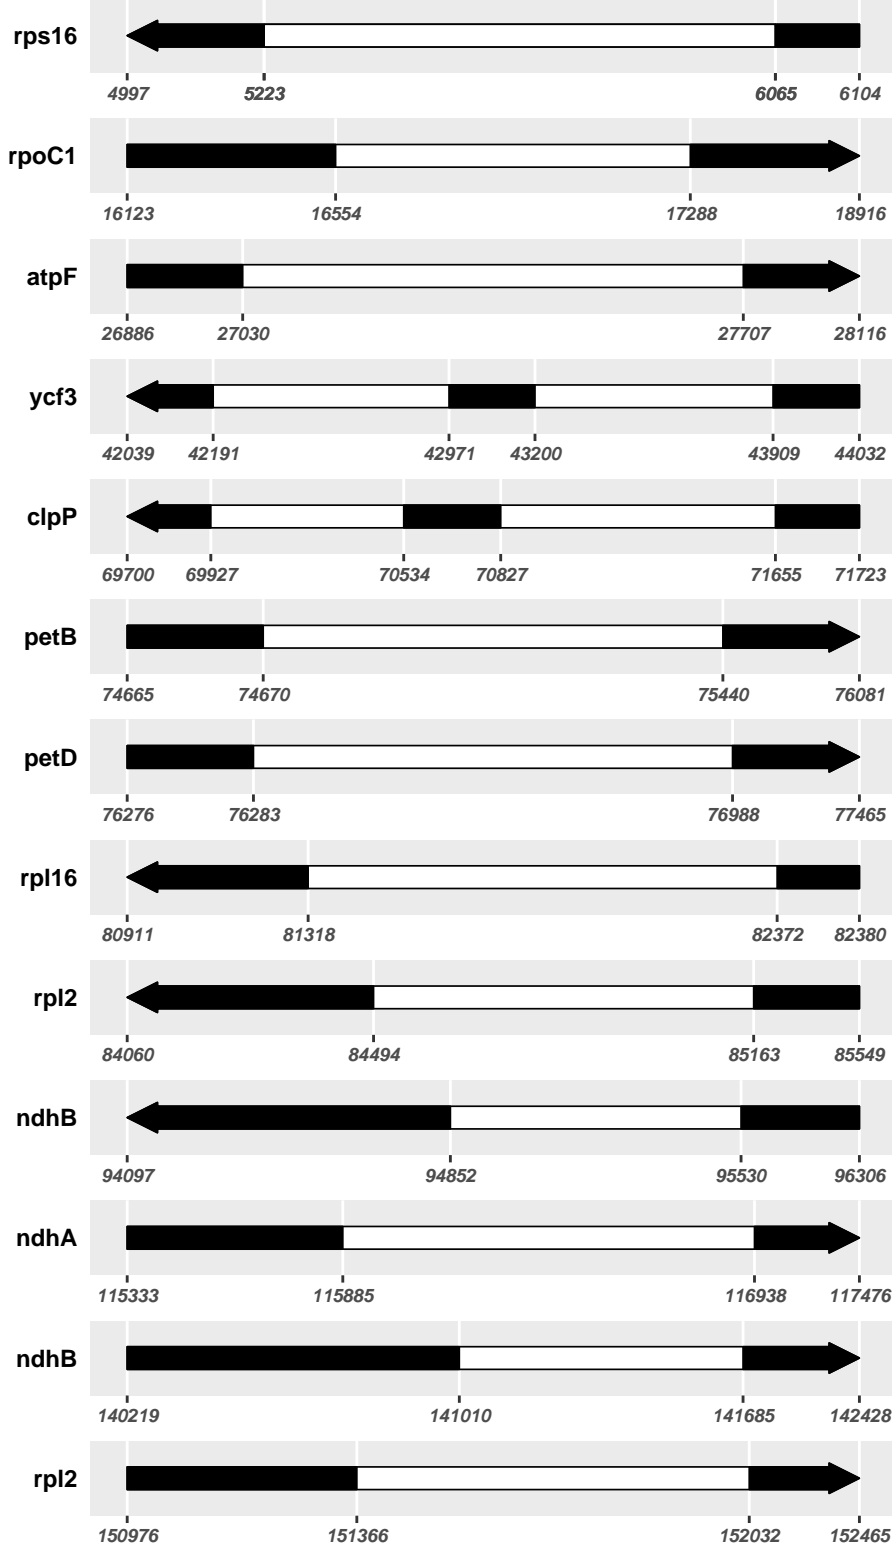 rps16
4997 5223 6065 6104
rpoC1
16123 16554 17288 18916
atpF
26886 27030 27707 28116
ycf3
42039 42191 42971 43200 43909 44032
clpP
69700 69927 70534 70827 71655 71723
petB
74665 74670 75440 76081
petD
76276 76283 76988 77465
rpl16
80911 81318 82372 82380
rpl2
84060 84494 85163 85549
ndhB
94097 94852 95530 96306
ndhA
115333 115885 116938 117476
ndhB
140219 141010 141685 142428
rpl2
150976 151366 152032 152465